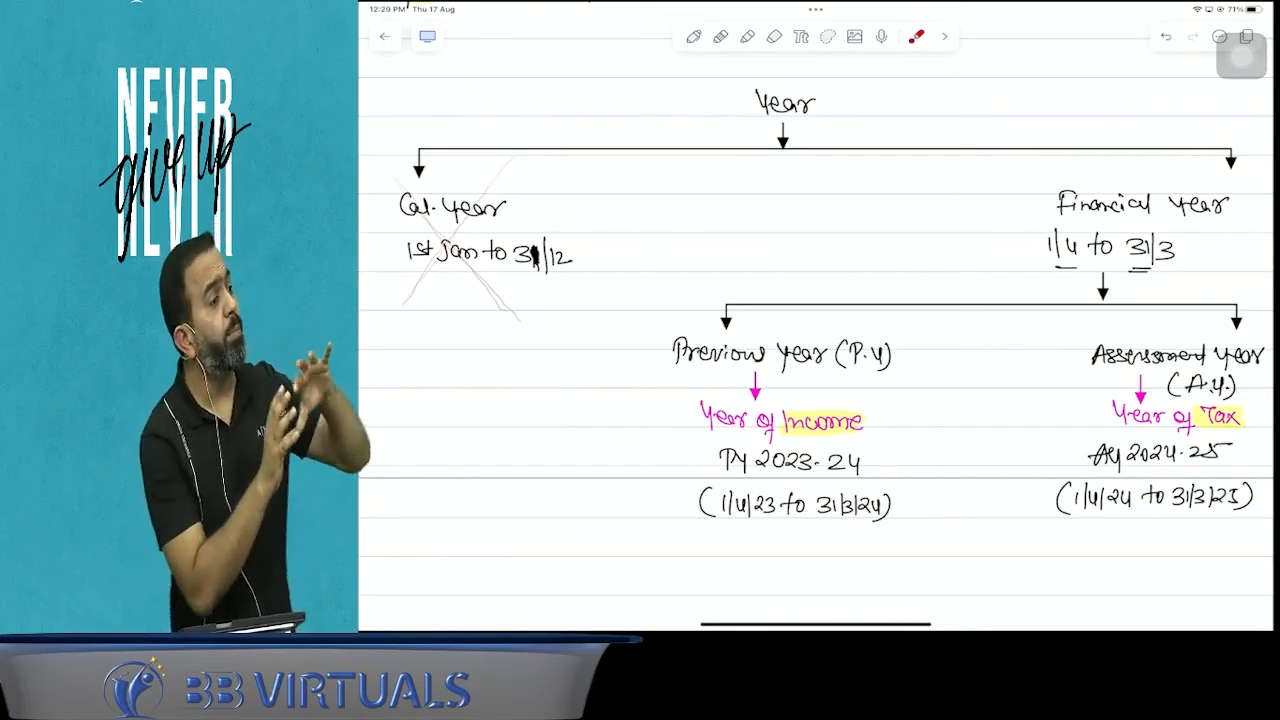 12:29 PM Thu 17 Aug
71%
NEVER
give up
NEVER
Year
Cal. Year
Financial Year
1st Jan to 31/12
1/4 to 31/3
Previous Year (P.Y)
Assessment Year
(A.Y.)
Year of Income
Year of Tax
PY 2023-24
AY 2024-25
(1/4/23 to 31/3/24)
(1/4/24 to 31/3/25)
BB VIRTUALS